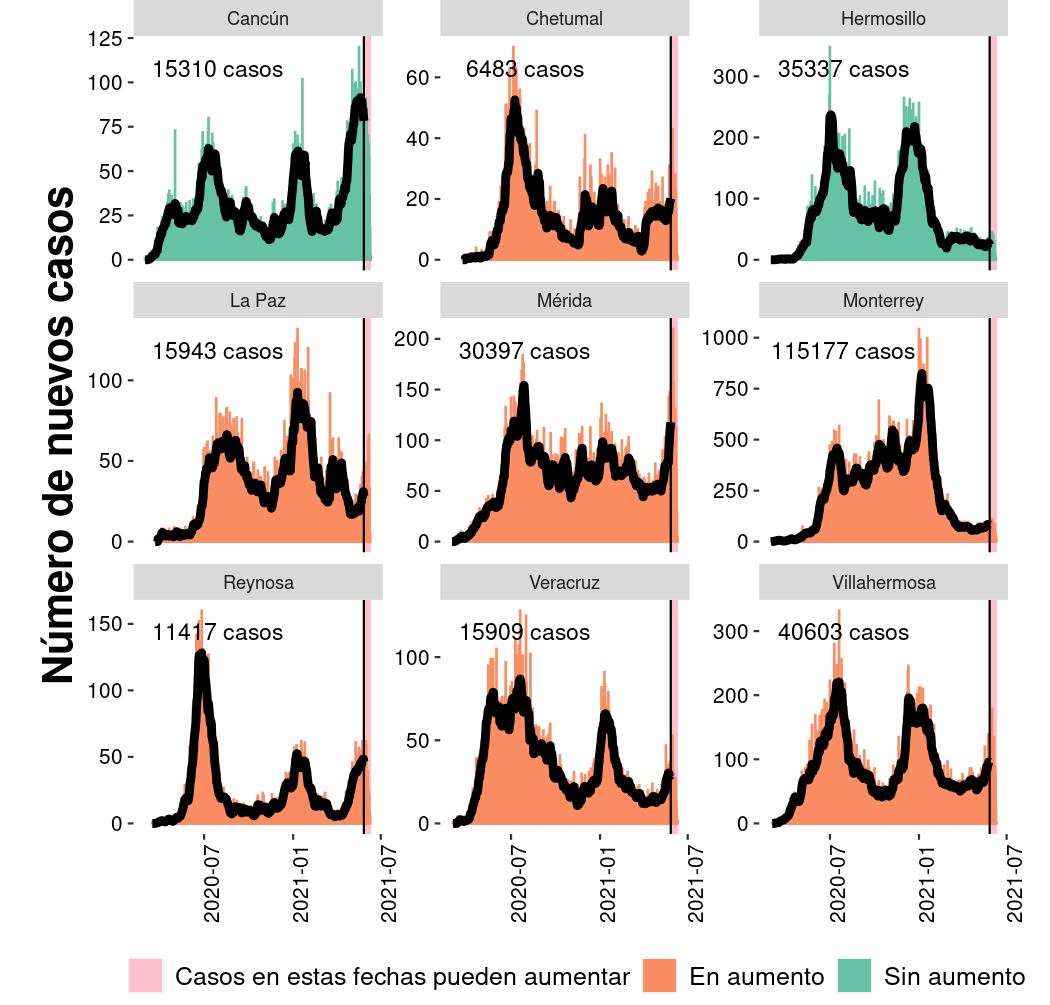 Número de nuevos casos
Cancún
Chetumal
Hermosillo
125
100
75
50
25
0
15310 casos
60
40
20
0
6483 casos
300
200
100
0
35337 casos
La Paz
Mérida
Monterrey
100
50
0
15943 casos
200
150
100
50
0
30397 casos
1000
750
500
250
0
115177 casos
Reynosa
Veracruz
Villahermosa
150
100
50
0
11417 casos
100
50
0
15909 casos
300
200
100
0
40603 casos
2020-07
2021-01
2021-07
2020-07
2021-01
2021-07
2020-07
2021-01
2021-07
Casos en estas fechas pueden aumentar
En aumento
Sin aumento